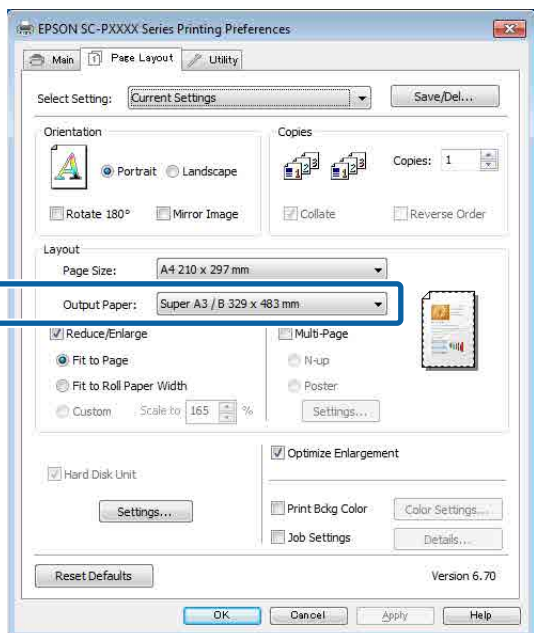 EPSON SC-PXXXX Series Printing Preferences
Main Page Layout Utility
Select Setting: Current Settings Save/Del...
Orientation Copies
Portrait Landscape Copies: 1
Rotate 180° Mirror Image Collate Reverse Order
Layout
Page Size: A4 210 x 297 mm
Output Paper: Super A3 / B 329 x 483 mm
Reduce/Enlarge Multi-Page
Fit to Page N-up
Fit to Roll Paper Width Poster
Custom Scale to 165 % Settings...
Optimize Enlargement
Hard Disk Unit
Settings... Print Bckg Color Color Settings...
Job Settings Details...
Reset Defaults Version 6.70
OK Cancel Apply Help